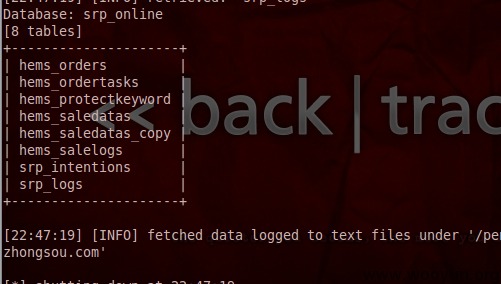 [22:47:19] [INFO] retrieved: srp_logs
Database: srp_online
[8 tables]
+---------------------+
| hems_orders         |
| hems_ordertasks     |
| hems_protectkeyword |
| hems_saledatas      |
| hems_saledatas_copy |
| hems_salelogs       |
| srp_intentions      |
| srp_logs            |
+---------------------+
<< back | trac
[22:47:19] [INFO] fetched data logged to text files under '/pen
zhongsou.com'
[*] shutting down at 22:47:19